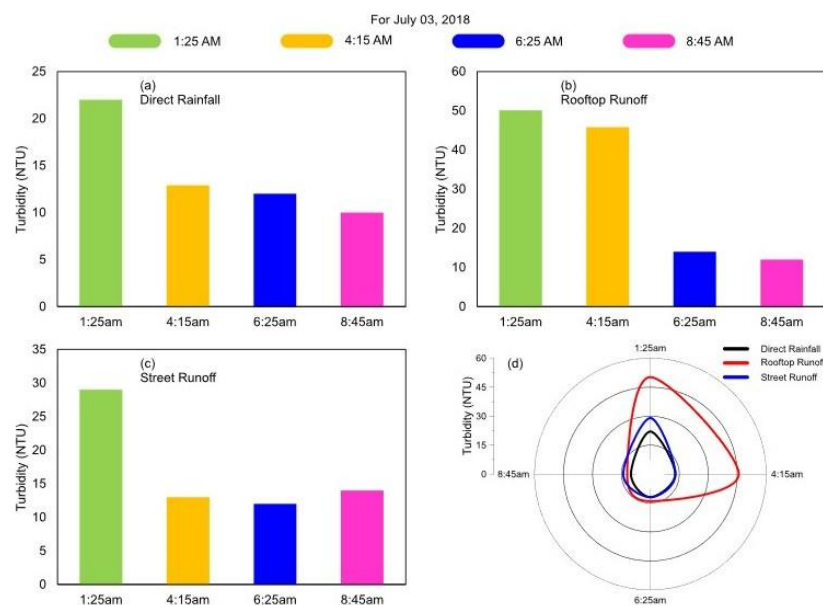 For July 03, 2018
1:25 AM
4:15 AM
6:25 AM
8:45 AM
25
20
15
10
5
0
Turbidity (NTU)
(a)
Direct Rainfall
1:25am
4:15am
6:25am
8:45am
60
50
40
30
20
10
0
Turbidity (NTU)
(b)
Rooftop Runoff
1:25am
4:15am
6:25am
8:45am
35
30
25
20
15
10
5
0
Turbidity (NTU)
(c)
Street Runoff
1:25am
4:15am
6:25am
8:45am
(d)
1:25am
Direct Rainfall
Rooftop Runoff
Street Runoff
60
45
30
15
0
Turbidity (NTU)
8:45am
4:15am
6:25am